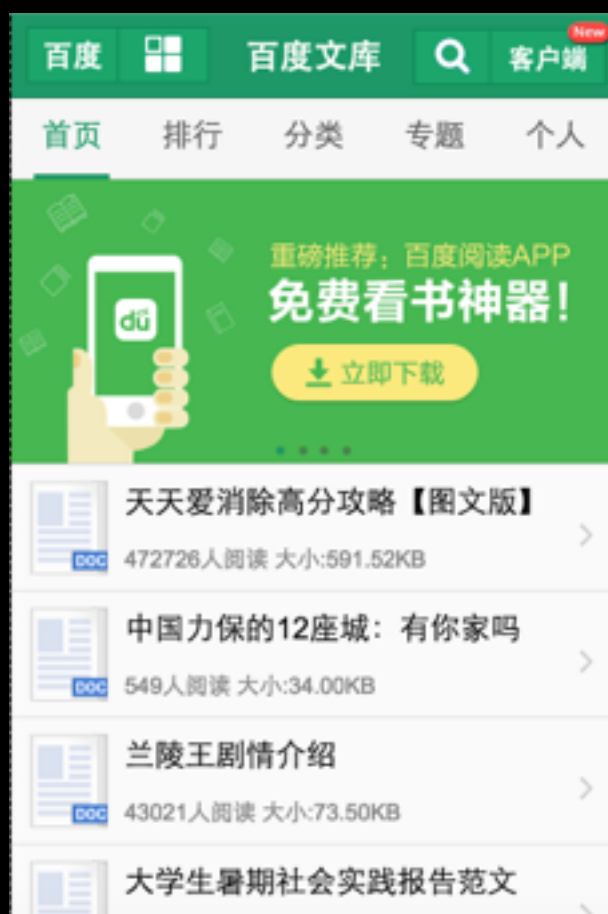 百度
百度文库
客户端
New
首页 排行 分类 专题 个人
重磅推荐：百度阅读APP
免费看书神器！
dū
立即下载
天天爱消除高分攻略【图文版】
DOC
472726人阅读 大小:591.52KB
中国力保的12座城：有你家吗
DOC
549人阅读 大小:34.00KB
兰陵王剧情介绍
DOC
43021人阅读 大小:73.50KB
大学生暑期社会实践报告范文